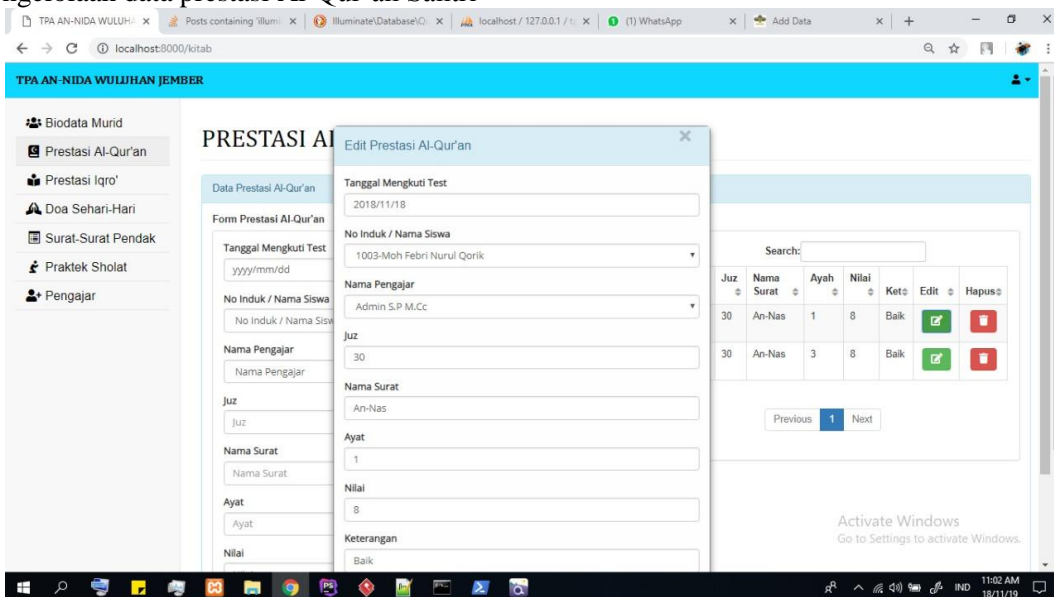 ngelolaan data prestasi Al-Qur'an Santri
TPA AN-NIDA WULUHA
Posts containing 'illumi
Illuminate\Database\Q
localhost / 127.0.0.1 / t
(1) WhatsApp
Add Data
localhost:8000/kitab
TPA AN-NIDA WULUHAN JEMBER
Biodata Murid
Prestasi Al-Qur'an
Prestasi Iqro'
Doa Sehari-Hari
Surat-Surat Pendak
Praktek Sholat
Pengajar
PRESTASI Al
Data Prestasi Al-Qur'an
Form Prestasi Al-Qur'an
Tanggal Mengkuti Test
yyyy/mm/dd
No Induk / Nama Siswa
No Induk / Nama Sisw
Nama Pengajar
Nama Pengajar
Juz
Juz
Nama Surat
Nama Surat
Ayat
Ayat
Nilai
Edit Prestasi Al-Qur'an
×
Tanggal Mengkuti Test
2018/11/18
No Induk / Nama Siswa
1003-Moh Febri Nurul Qorik
Nama Pengajar
Admin S.P M.Cc
Juz
30
Nama Surat
An-Nas
Ayat
1
Nilai
8
Keterangan
Baik
Search:
Juz Nama Surat Ayah Nilai Ket Edit Hapus
30 An-Nas 1 8 Baik
30 An-Nas 3 8 Baik
Previous 1 Next
Activate Windows
Go to Settings to activate Windows.
IND
11:02 AM
18/11/19